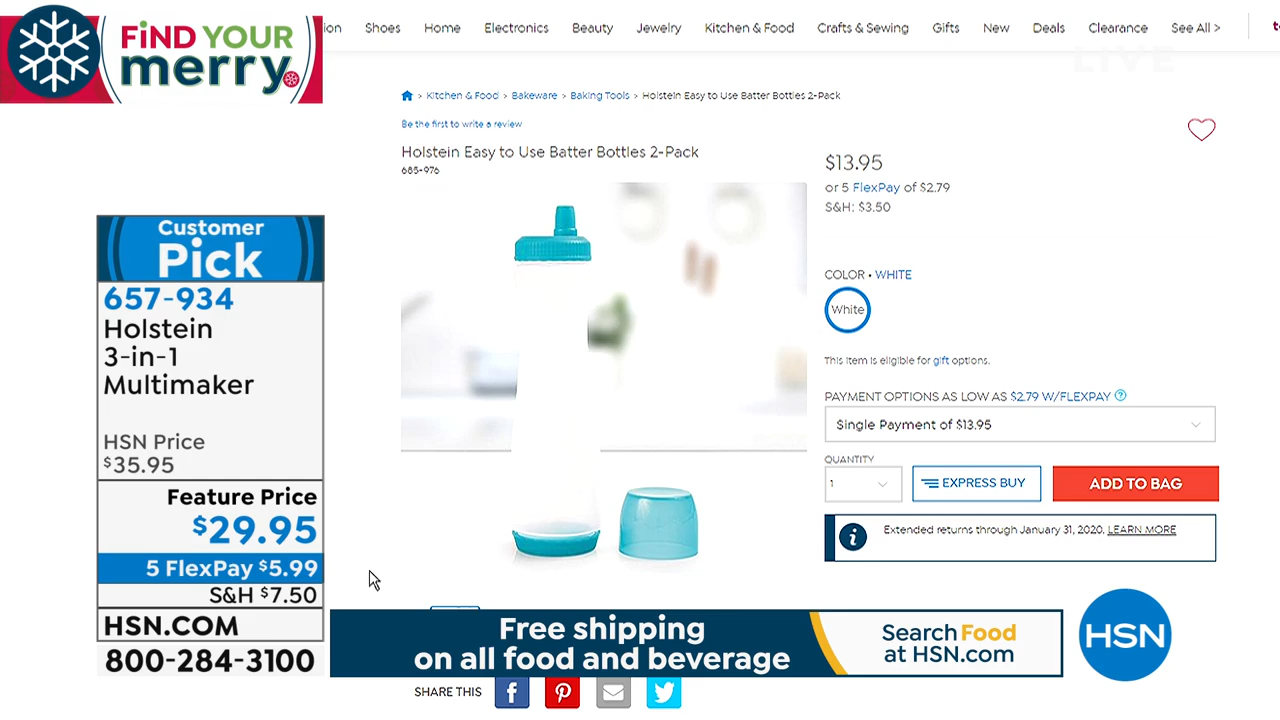 FiND YOUR
merry.
Shoes
Home
Electronics
Beauty
Jewelry
Kitchen & Food
Crafts & Sewing
Gifts
New
Deals
Clearance
See All >
LIVE
> Kitchen & Food > Bakeware > Baking Tools > Holstein Easy to Use Batter Bottles 2-Pack
Be the first to write a review
Holstein Easy to Use Batter Bottles 2-Pack
685-976
$13.95
or 5 FlexPay of $2.79
S&H: $3.50
COLOR • WHITE
White
This item is eligible for gift options.
PAYMENT OPTIONS AS LOW AS $2.79 W/FLEXPAY ?
Single Payment of $13.95
QUANTITY
1
EXPRESS BUY
ADD TO BAG
i
Extended returns through January 31, 2020. LEARN MORE
Customer
Pick
657-934
Holstein
3-in-1
Multimaker
HSN Price
$35.95
Feature Price
$29.95
5 FlexPay $5.99
S&H $7.50
HSN.COM
800-284-3100
Free shipping
on all food and beverage
Search Food
at HSN.com
HSN
SHARE THIS